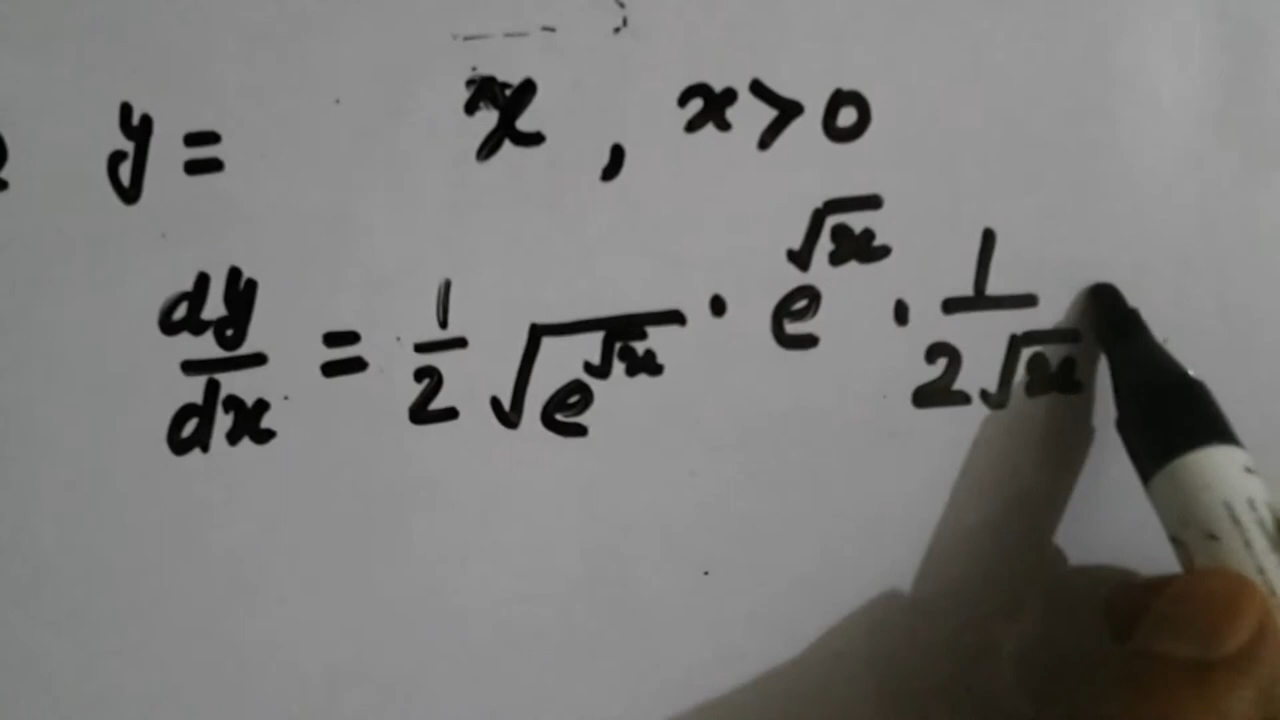 y = x , x > 0
dy/dx = 1/2 √e^√x · e^√x · 1/2√x